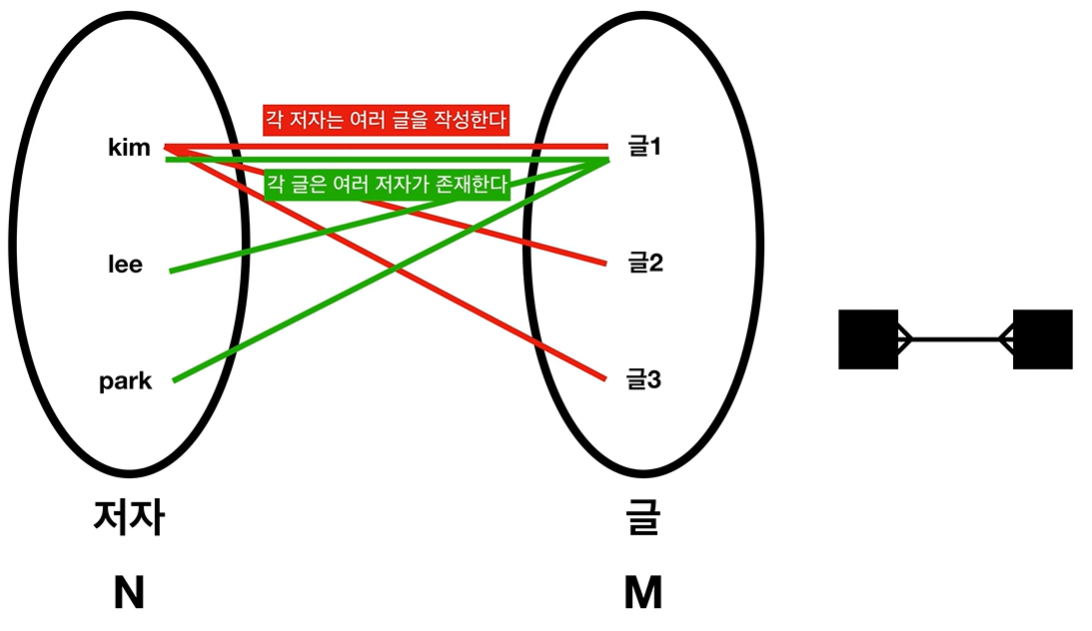 각 저자는 여러 글을 작성한다
kim
글1
각 글은 여러 저자가 존재한다
lee
글2
park
글3
저자
글
N
M